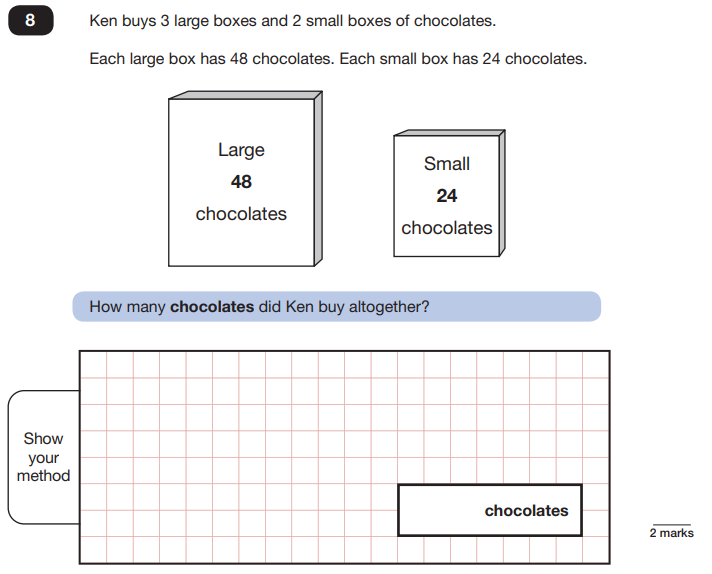 8
Ken buys 3 large boxes and 2 small boxes of chocolates.
Each large box has 48 chocolates. Each small box has 24 chocolates.
Large
48
chocolates
Small
24
chocolates
How many chocolates did Ken buy altogether?
Show
your
method
chocolates
2 marks